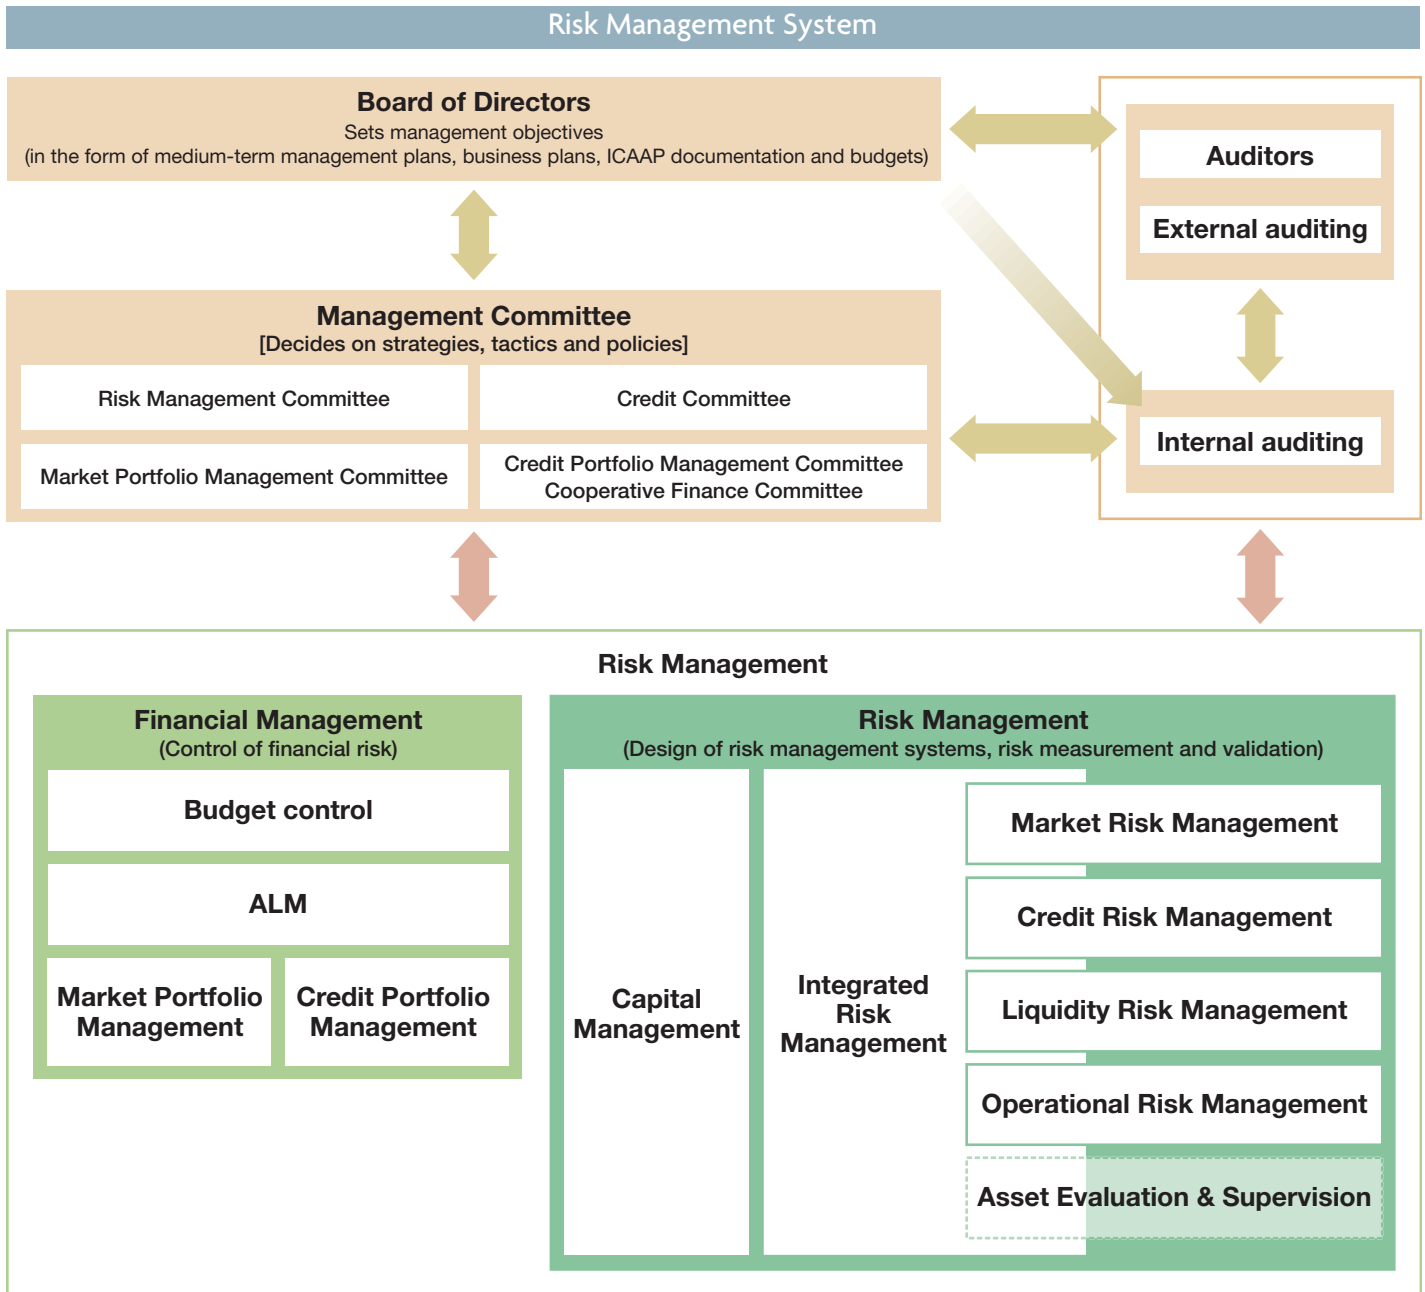 Risk Management System
Board of Directors
Sets management objectives
(in the form of medium-term management plans, business plans, ICAAP documentation and budgets)
Auditors
External auditing
Management Committee
[Decides on strategies, tactics and policies]
Risk Management Committee
Credit Committee
Market Portfolio Management Committee
Credit Portfolio Management Committee
Cooperative Finance Committee
Internal auditing
Risk Management
Financial Management
(Control of financial risk)
Budget control
ALM
Market Portfolio
Management
Credit Portfolio
Management
Risk Management
(Design of risk management systems, risk measurement and validation)
Capital
Management
Integrated
Risk
Management
Market Risk Management
Credit Risk Management
Liquidity Risk Management
Operational Risk Management
Asset Evaluation & Supervision